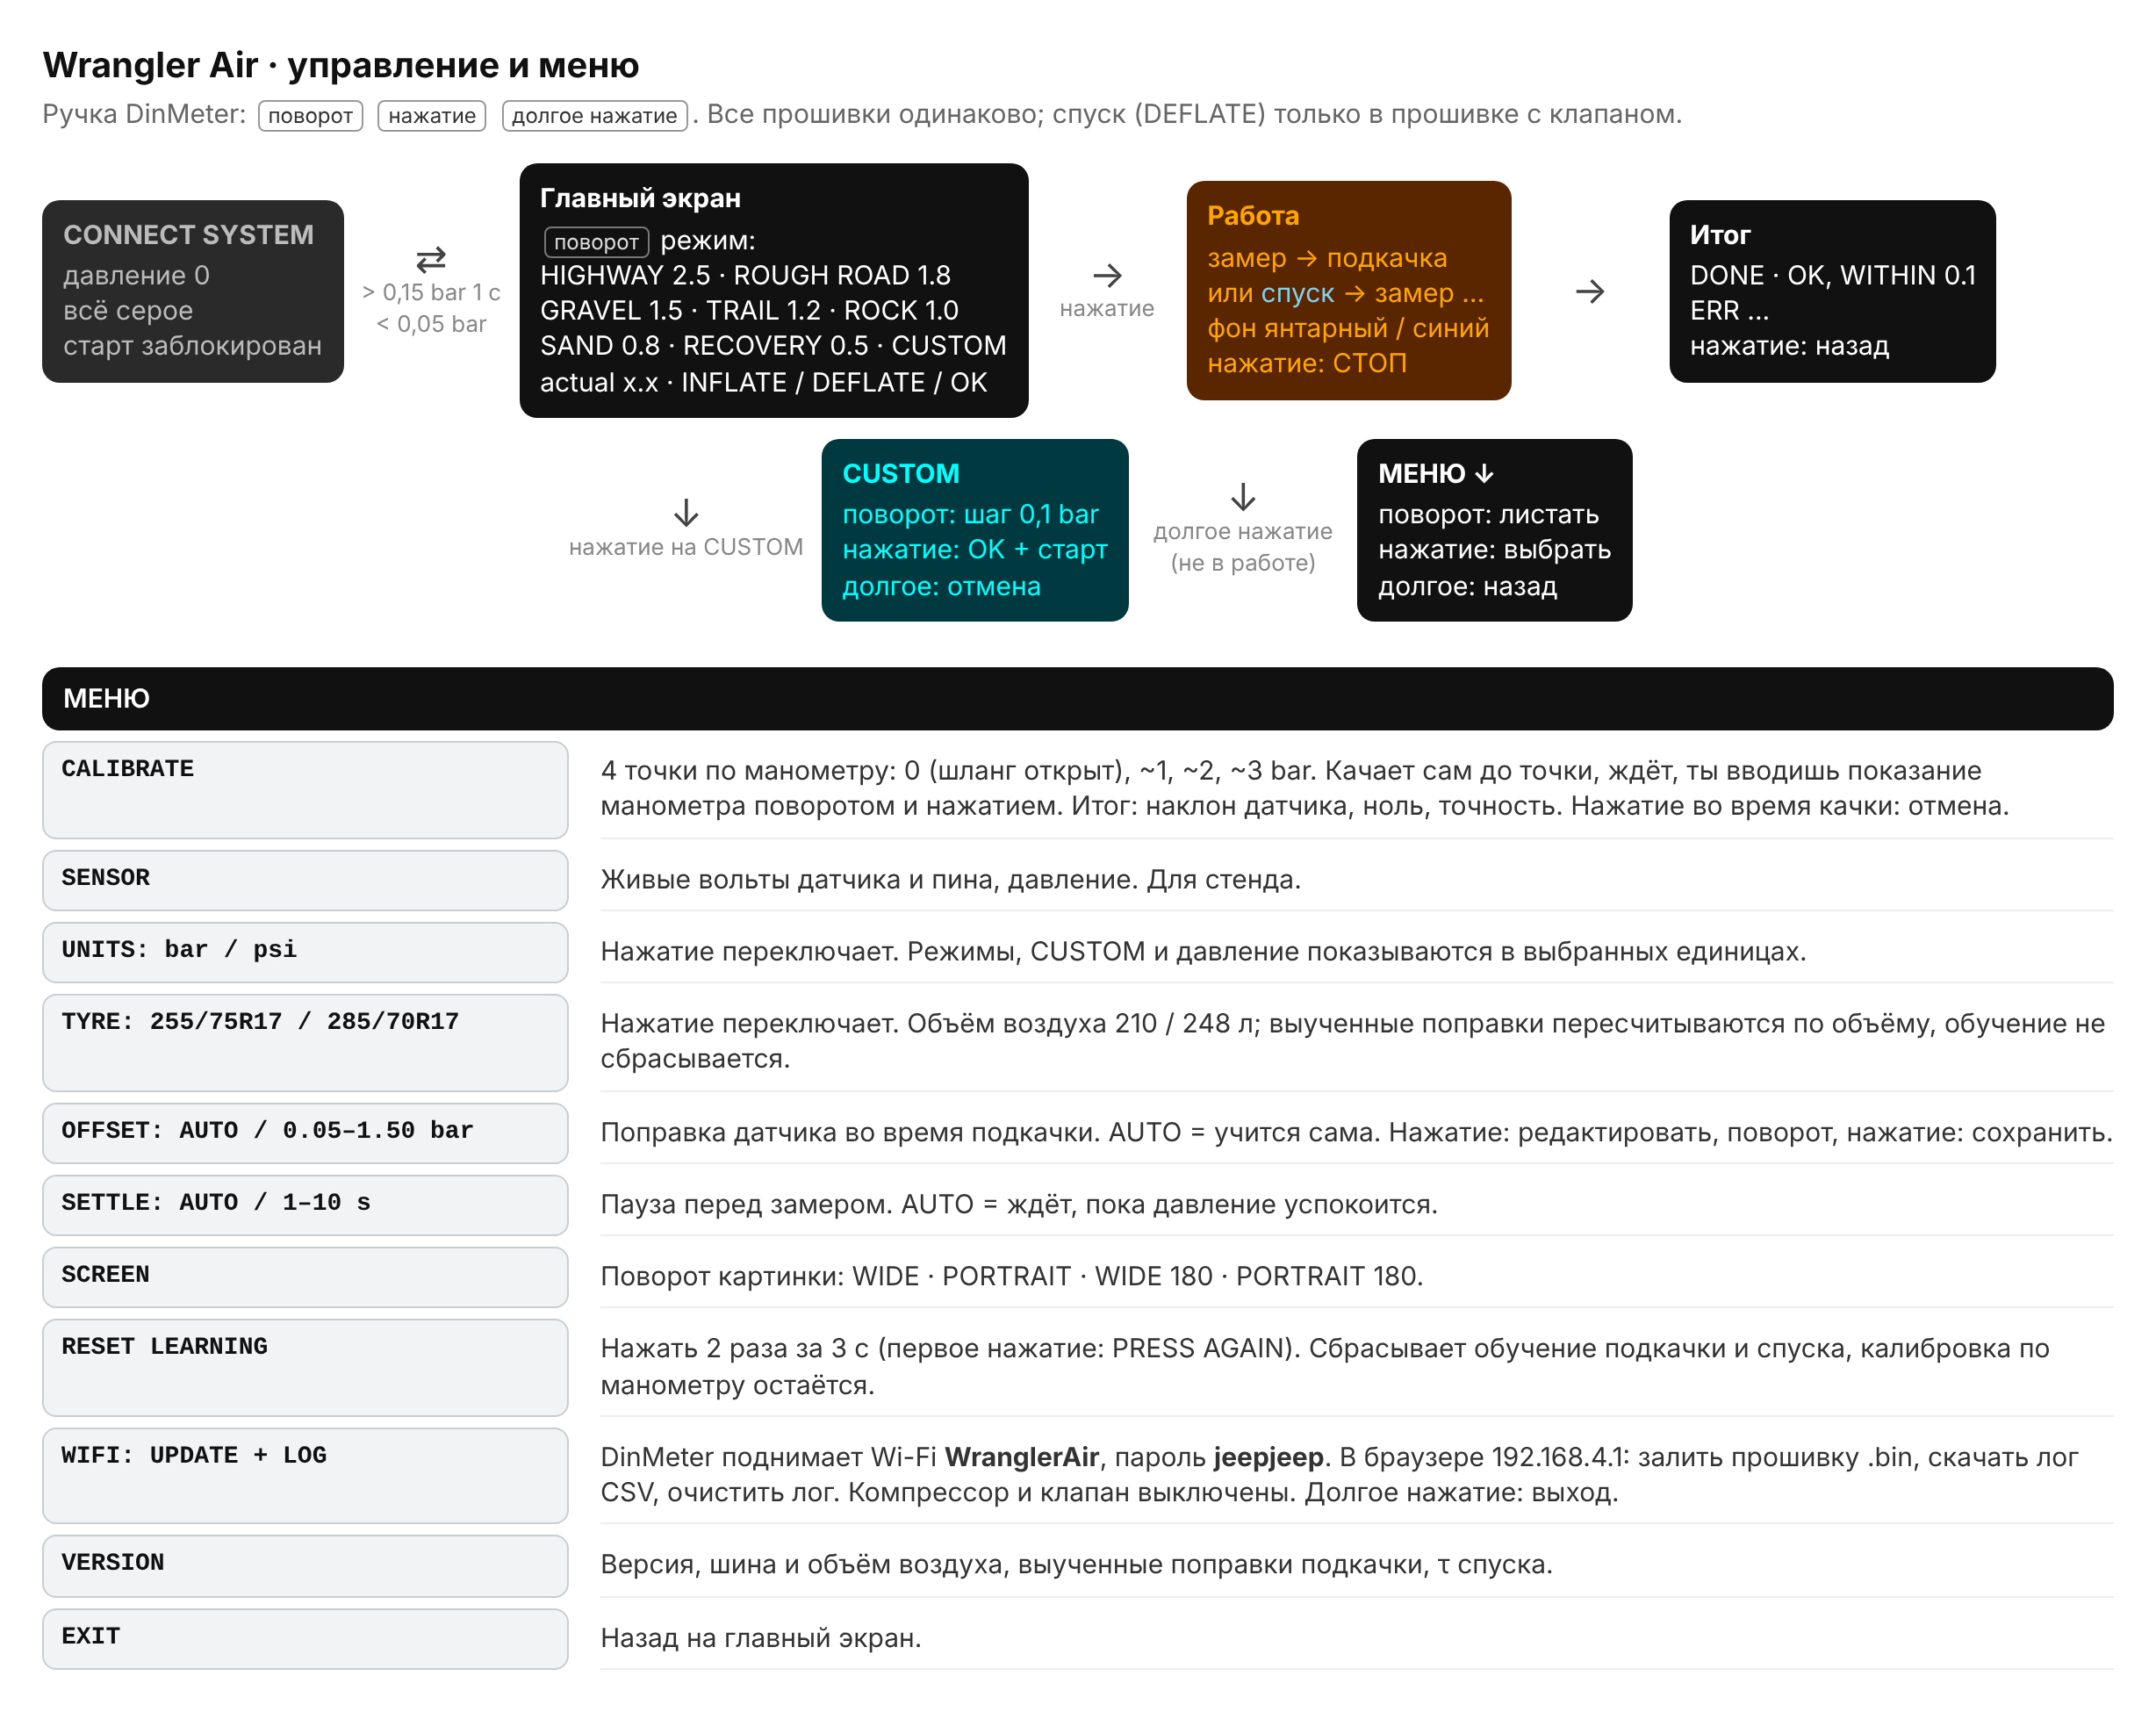 Wrangler Air · управление и меню
Ручка DinMeter: поворот нажатие долгое нажатие. Все прошивки одинаково; спуск (DEFLATE) только в прошивке с клапаном.
CONNECT SYSTEM
давление 0
всё серое
старт заблокирован
⇄
> 0,15 bar 1 с
< 0,05 bar
Главный экран
поворот режим:
HIGHWAY 2.5 · ROUGH ROAD 1.8
GRAVEL 1.5 · TRAIL 1.2 · ROCK 1.0
SAND 0.8 · RECOVERY 0.5 · CUSTOM
actual x.x · INFLATE / DEFLATE / OK
→
нажатие
Работа
замер → подкачка
или спуск → замер ...
фон янтарный / синий
нажатие: СТОП
→
Итог
DONE · OK, WITHIN 0.1
ERR ...
нажатие: назад
↓
нажатие на CUSTOM
CUSTOM
поворот: шаг 0,1 bar
нажатие: OK + старт
долгое: отмена
↓
долгое нажатие
(не в работе)
МЕНЮ ↓
поворот: листать
нажатие: выбрать
долгое: назад
МЕНЮ
CALIBRATE
4 точки по манометру: 0 (шланг открыт), ~1, ~2, ~3 bar. Качает сам до точки, ждёт, ты вводишь показание
манометра поворотом и нажатием. Итог: наклон датчика, ноль, точность. Нажатие во время качки: отмена.
SENSOR
Живые вольты датчика и пина, давление. Для стенда.
UNITS: bar / psi
Нажатие переключает. Режимы, CUSTOM и давление показываются в выбранных единицах.
TYRE: 255/75R17 / 285/70R17
Нажатие переключает. Объём воздуха 210 / 248 л; выученные поправки пересчитываются по объёму, обучение не
сбрасывается.
OFFSET: AUTO / 0.05–1.50 bar
Поправка датчика во время подкачки. AUTO = учится сама. Нажатие: редактировать, поворот, нажатие: сохранить.
SETTLE: AUTO / 1–10 s
Пауза перед замером. AUTO = ждёт, пока давление успокоится.
SCREEN
Поворот картинки: WIDE · PORTRAIT · WIDE 180 · PORTRAIT 180.
RESET LEARNING
Нажать 2 раза за 3 с (первое нажатие: PRESS AGAIN). Сбрасывает обучение подкачки и спуска, калибровка по
манометру остаётся.
WIFI: UPDATE + LOG
DinMeter поднимает Wi-Fi WranglerAir, пароль jeepjeep. В браузере 192.168.4.1: залить прошивку .bin, скачать лог
CSV, очистить лог. Компрессор и клапан выключены. Долгое нажатие: выход.
VERSION
Версия, шина и объём воздуха, выученные поправки подкачки, τ спуска.
EXIT
Назад на главный экран.